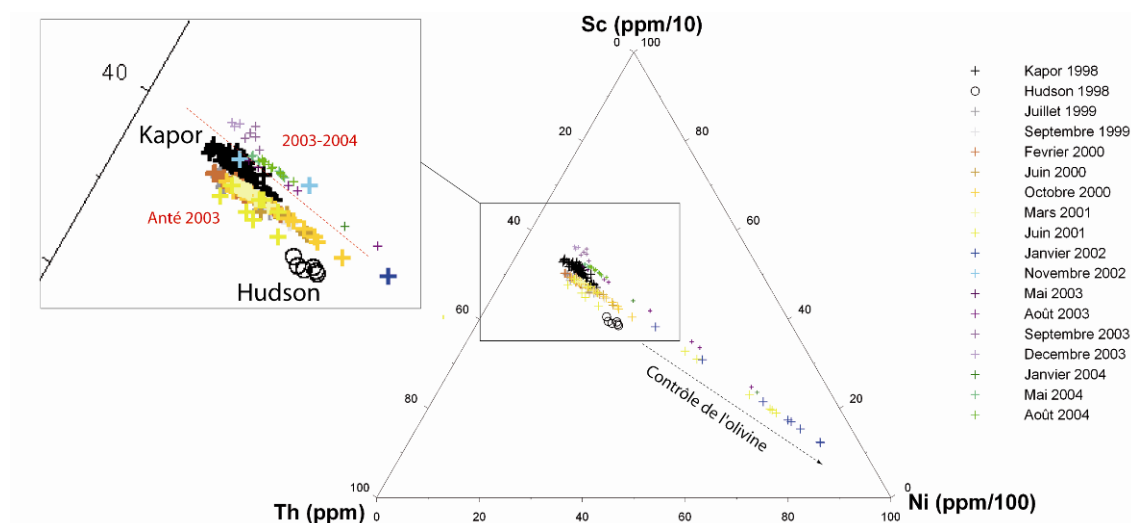 Sc (ppm/10)
0 100
20
80
40
60
60
40
80
20
100
0
Th (ppm)
0
20
40
60
80
100
Ni (ppm/100)
Contrôle de l'olivine
40
Kapor
2003-2004
Anté 2003
Hudson
Kapor 1998
Hudson 1998
Juillet 1999
Septembre 1999
Fevrier 2000
Juin 2000
Octobre 2000
Mars 2001
Juin 2001
Janvier 2002
Novembre 2002
Mai 2003
Août 2003
Septembre 2003
Decembre 2003
Janvier 2004
Mai 2004
Août 2004